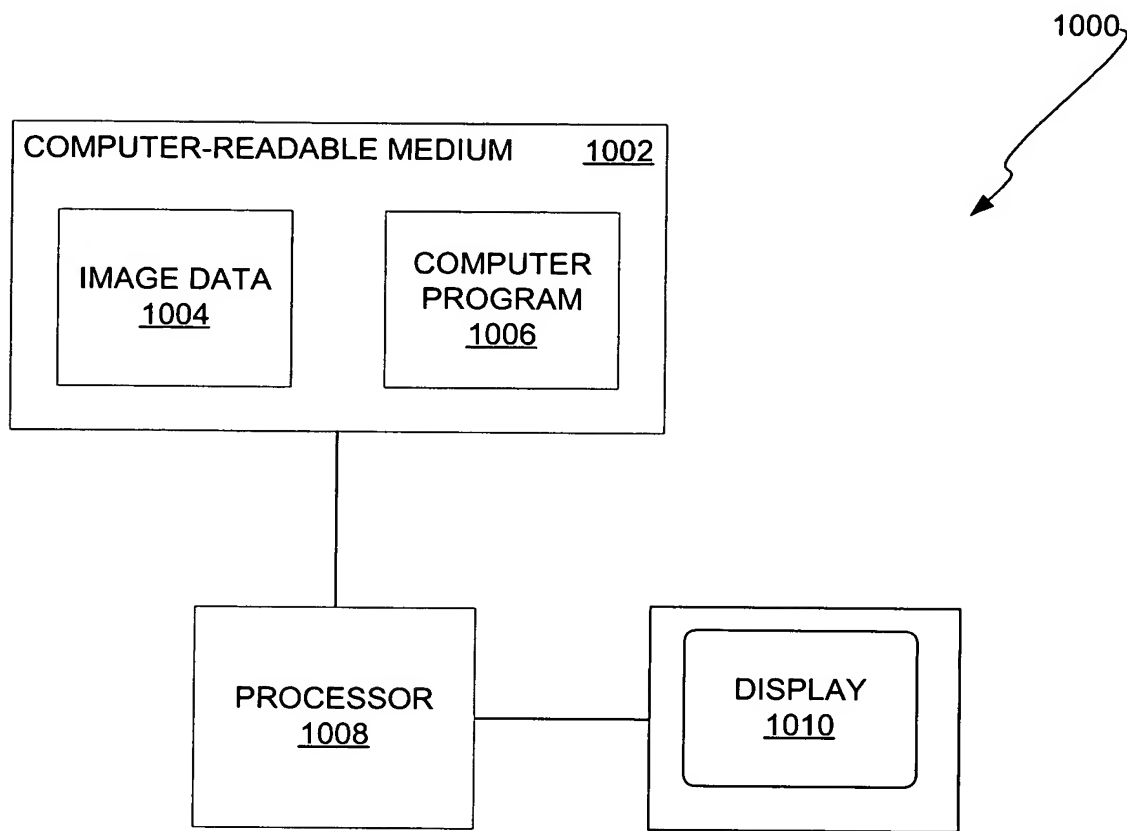 1000
COMPUTER-READABLE MEDIUM 1002
IMAGE DATA
1004
COMPUTER
PROGRAM
1006
PROCESSOR
1008
DISPLAY
1010